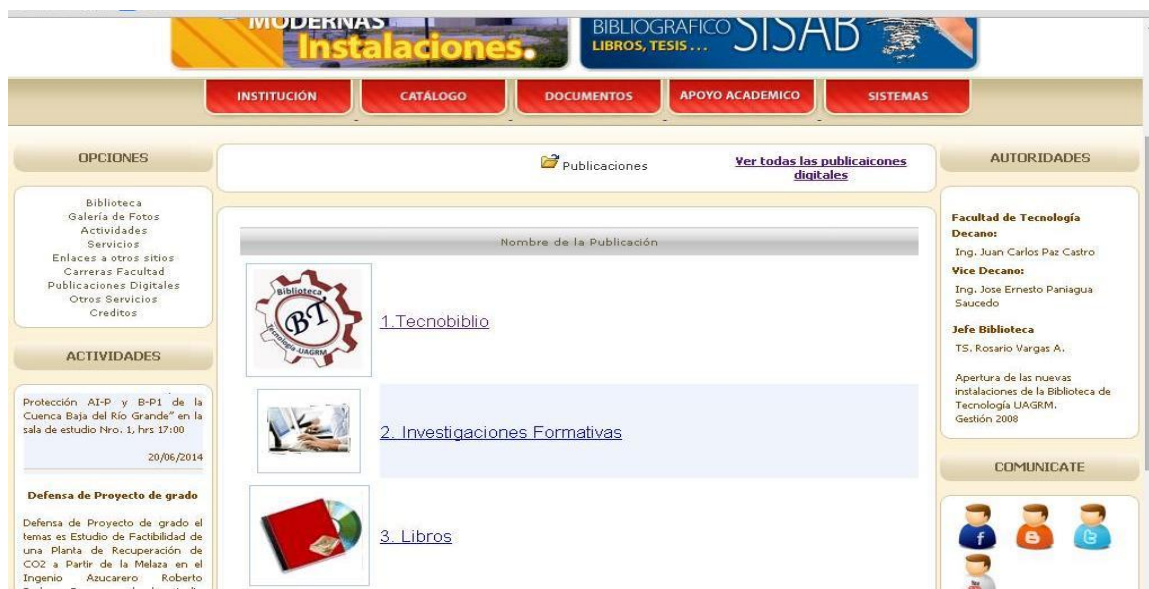 MODERNAS
Instalaciones.
BIBLIOGRAFICO
LIBROS, TESIS ...
SISAB
INSTITUCIÓN
CATÁLOGO
DOCUMENTOS
APOYO ACADEMICO
SISTEMAS
OPCIONES
Biblioteca
Galería de Fotos
Actividades
Servicios
Enlaces a otros sitios
Carreras Facultad
Publicaciones Digitales
Otros Servicios
Creditos
ACTIVIDADES
Protección AI-P y B-P1 de la
Cuenca Baja del Río Grande" en la
sala de estudio Nro. 1, hrs 17:00
20/06/2014
Defensa de Proyecto de grado
Defensa de Proyecto de grado el
temas es Estudio de Factibilidad de
una Planta de Recuperación de
CO2 a Partir de la Melaza en el
Ingenio Azucarero Roberto
Publicaciones
Ver todas las publicaicones
digitales
Nombre de la Publicación
Biblioteca
BT
Tecnología-UAGRM
1.Tecnobiblio
2. Investigaciones Formativas
3. Libros
AUTORIDADES
Facultad de Tecnología
Decano:
Ing. Juan Carlos Paz Castro
Vice Decano:
Ing. Jose Ernesto Paniagua
Saucedo
Jefe Biblioteca
TS. Rosario Vargas A.
Apertura de las nuevas
instalaciones de la Biblioteca de
Tecnología UAGRM.
Gestión 2008
COMUNICATE